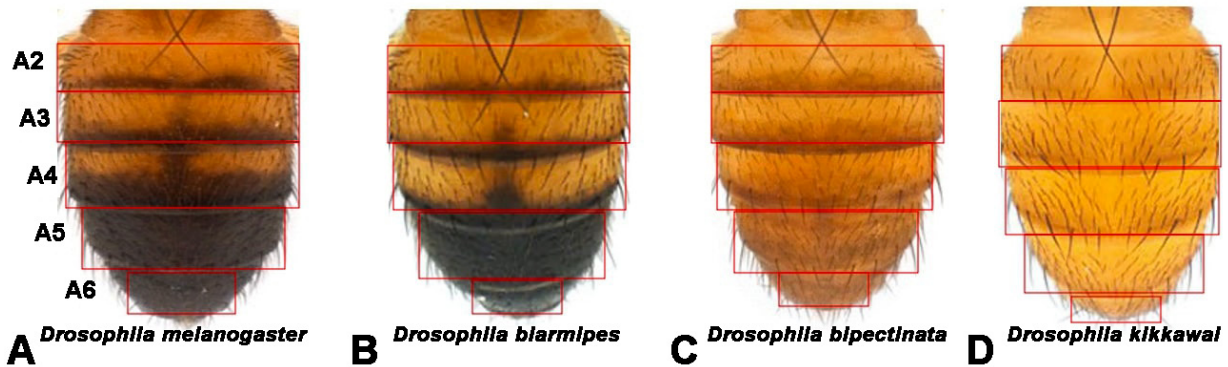 A2
A3
A4
A5
A6
A Drosophila melanogaster
B Drosophila biarmipes
C Drosophila bipectinata
D Drosophila kikkawai